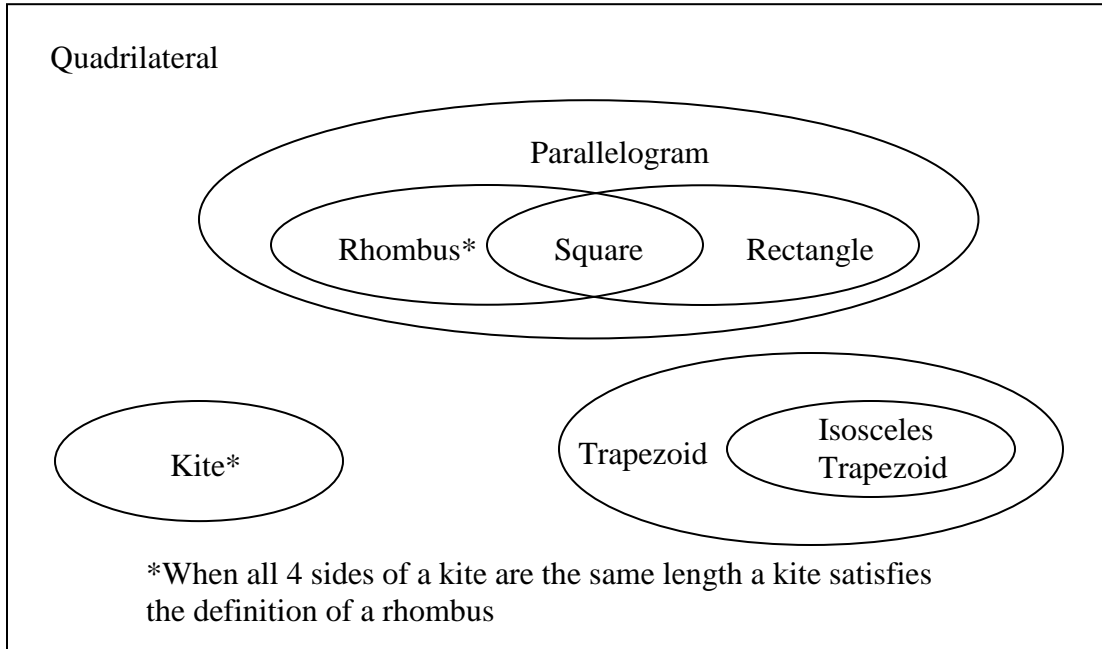 Quadrilateral
Parallelogram
Rhombus*
Square
Rectangle
Kite*
Trapezoid
Isosceles
Trapezoid
*When all 4 sides of a kite are the same length a kite satisfies
the definition of a rhombus